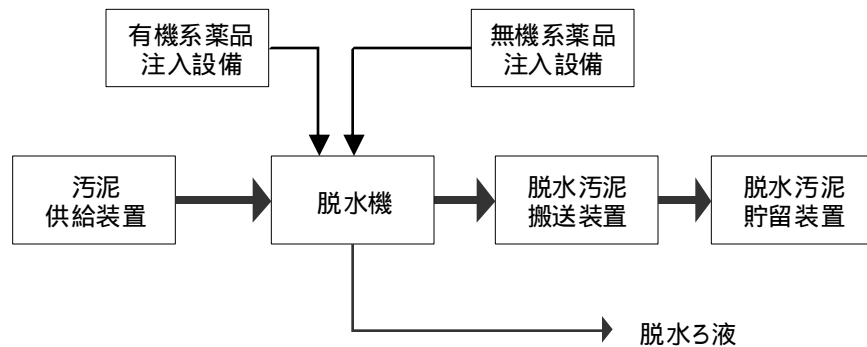 有機系薬品
注入設備
無機系薬品
注入設備
汚泥
供給装置
脱水機
脱水汚泥
搬送装置
脱水汚泥
貯留装置
脱水ろ液